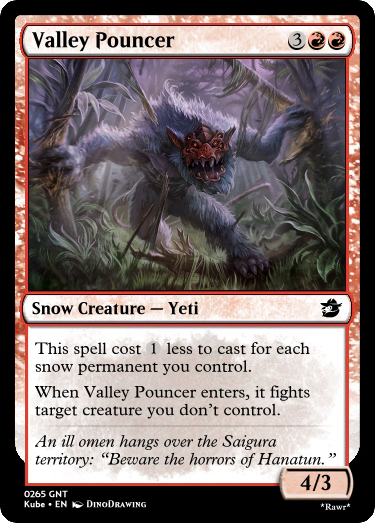 Valley Pouncer 3
Snow Creature — Yeti
This spell cost 1 less to cast for each
snow permanent you control.
When Valley Pouncer enters, it fights
target creature you don't control.
An ill omen hangs over the Saigura
territory: “Beware the horrors of Hanatun.”
4/3
0265 GNT
Kube • EN DinoDrawing
*Rawr*